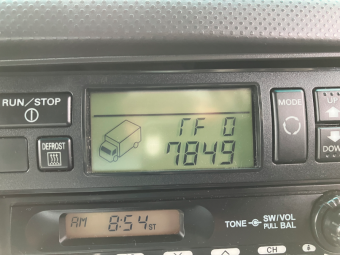 RUN/STOP
DEFROST
TF 0
7849
MODE
UP
DOWN
AM 8:54 ST
TONE
SW/VOL
PULL BAL
CH